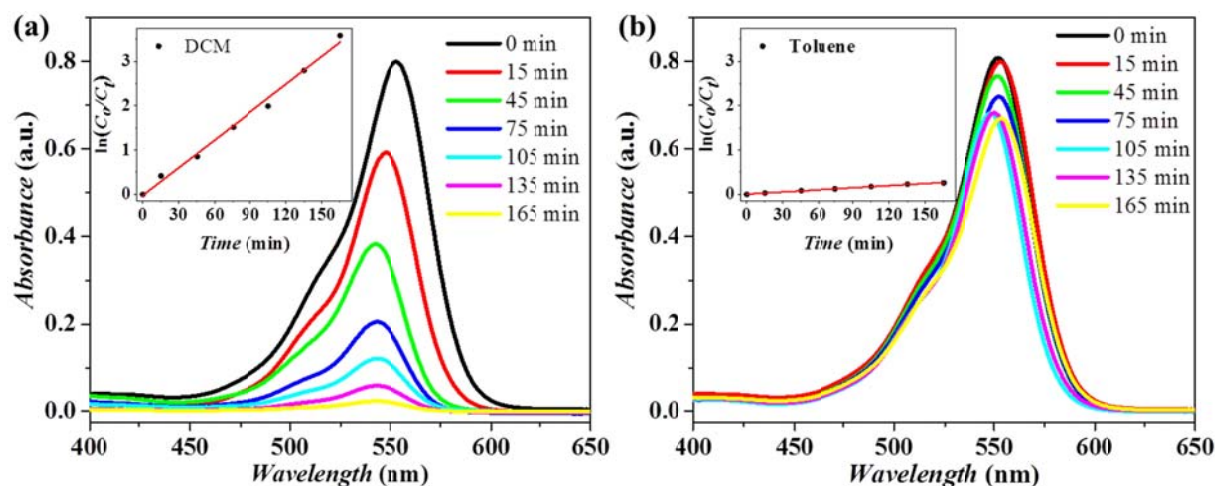 (a)
DCM
ln(C₀/Cₜ)
3
2
1
0
0 30 60 90 120 150
Time (min)
0 min
15 min
45 min
75 min
105 min
135 min
165 min
Absorbance (a.u.)
0.8
0.6
0.4
0.2
0.0
400 450 500 550 600 650
Wavelength (nm)
(b)
Toluene
ln(C₀/Cₜ)
3
2
1
0
0 30 60 90 120 150
Time (min)
0 min
15 min
45 min
75 min
105 min
135 min
165 min
Absorbance (a.u.)
0.8
0.6
0.4
0.2
0.0
400 450 500 550 600 650
Wavelength (nm)